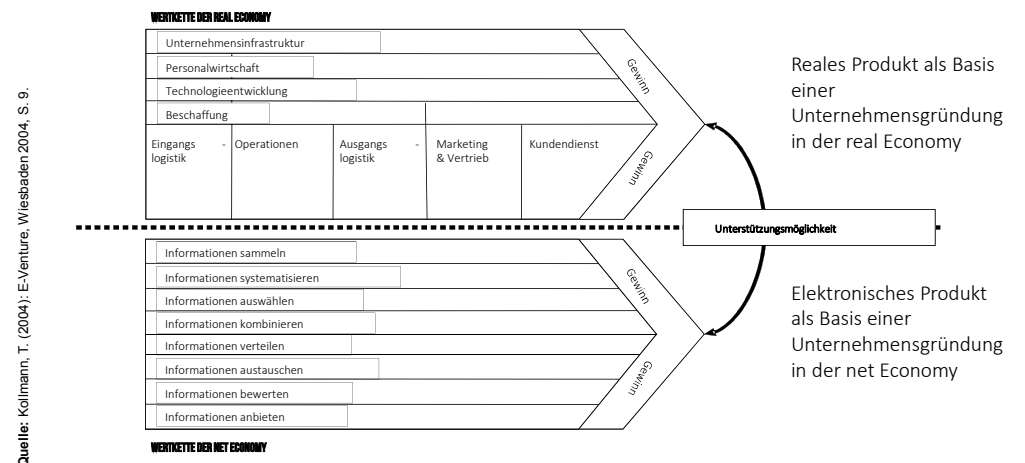 WERTKETTE DER REAL ECONOMY
Unternehmensinfrastruktur
Personalwirtschaft
Technologieentwicklung
Beschaffung
Eingangs -
logistik
Operationen
Ausgangs -
logistik
Marketing
& Vertrieb
Kundendienst
Gewinn
Gewinn
Reales Produkt als Basis
einer
Unternehmensgründung
in der real Economy
Unterstützungsmöglichkeit
Informationen sammeln
Informationen systematisieren
Informationen auswählen
Informationen kombinieren
Informationen verteilen
Informationen austauschen
Informationen bewerten
Informationen anbieten
Gewinn
Gewinn
Elektronisches Produkt
als Basis einer
Unternehmensgründung
in der net Economy
WERTKETTE DER NET ECONOMY
Quelle: Kollmann, T. (2004): E-Venture, Wiesbaden 2004, S. 9.